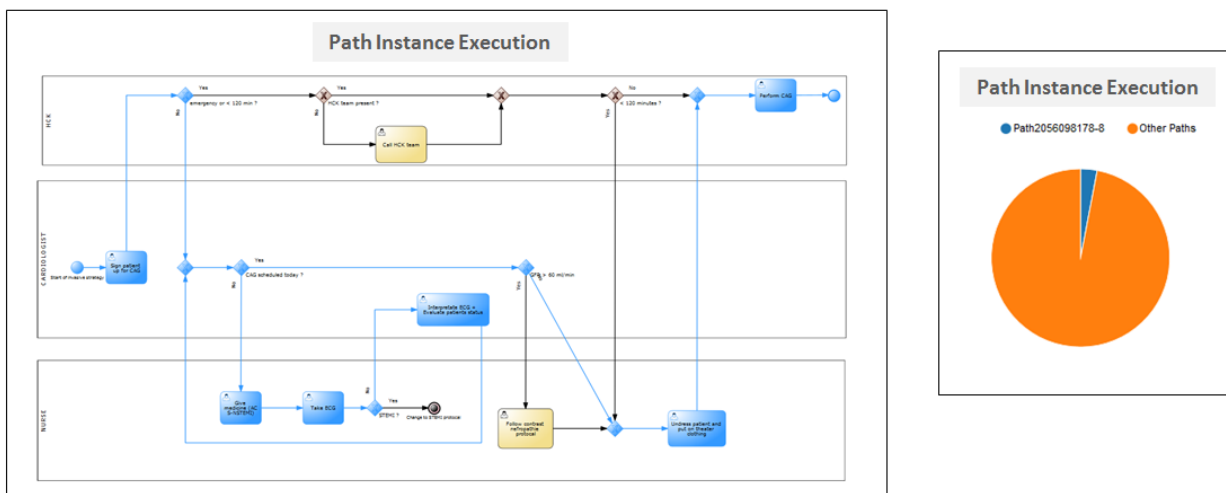 Path Instance Execution
HCK
Yes
emergency or < 120 min ?
No
Yes
HCK team present ?
No
Call HCK team
No
< 120 minutes ?
Yes
Perform CAG
CARDIOLOGIST
Start of invasive strategy
Sign patient
up for CAG
Yes
CAG scheduled today ?
No
> 60 ml/min
Yes
Interpretate ECG +
Evaluate patients status
NURSE
Give
medicine (AC
S-NSTEMI)
Take ECG
No
Yes
STEMI ?
Change to STEMI protocol
Follow contrast
nefropathie
protocol
Undress patient and
put on theater
clothing
Path Instance Execution
Path2056098178-8
Other Paths